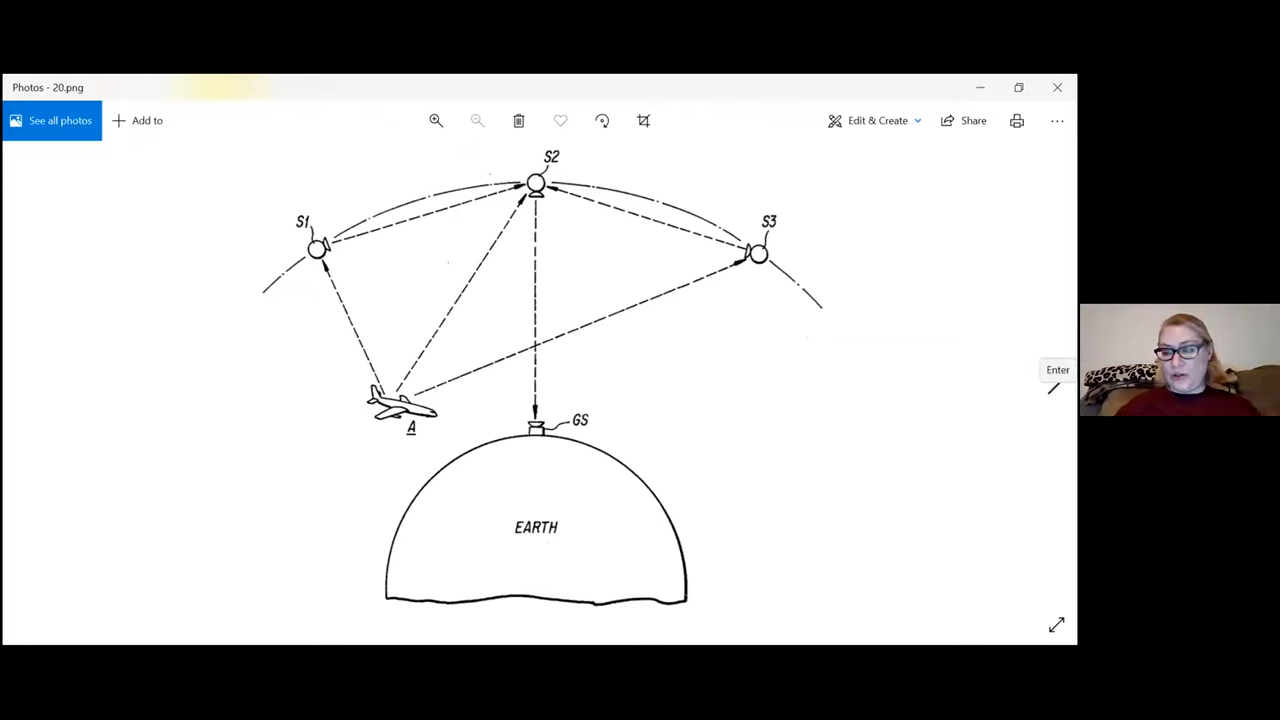 Photos - 20.png
See all photos
Add to
Edit & Create
Share
S2
S1
S3
Enter
A
GS
EARTH